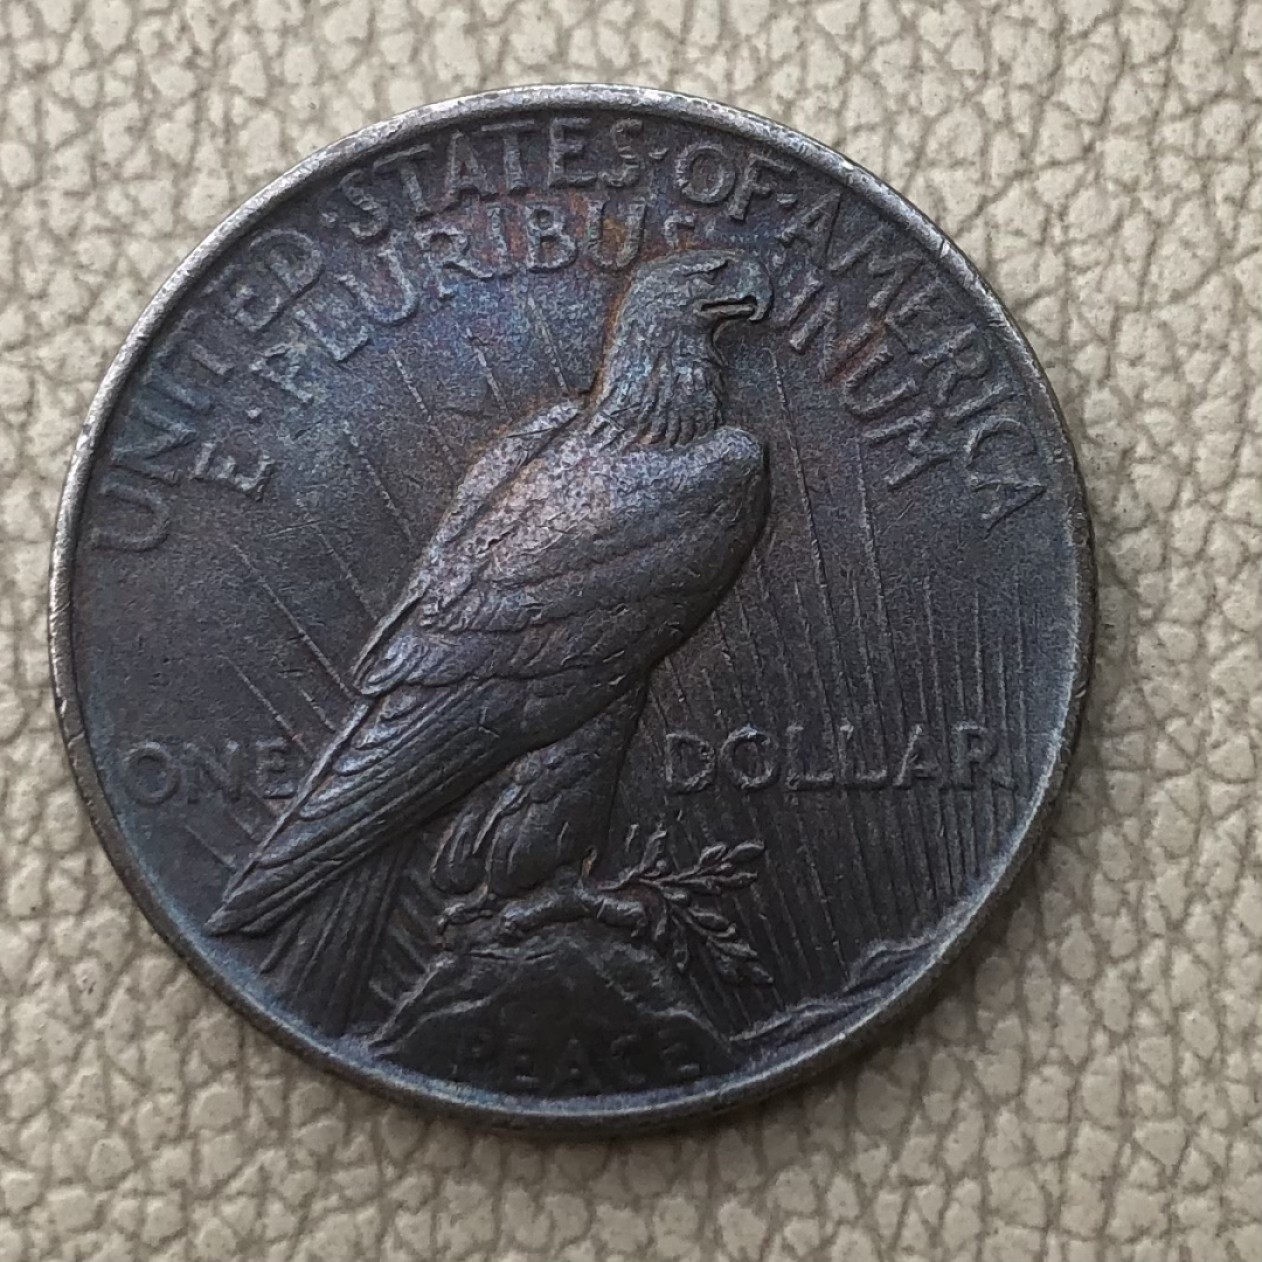 UNITED·STATES·OF·AMERICA
E·PLURIBUS UNUM
ONE DOLLAR
PEACE